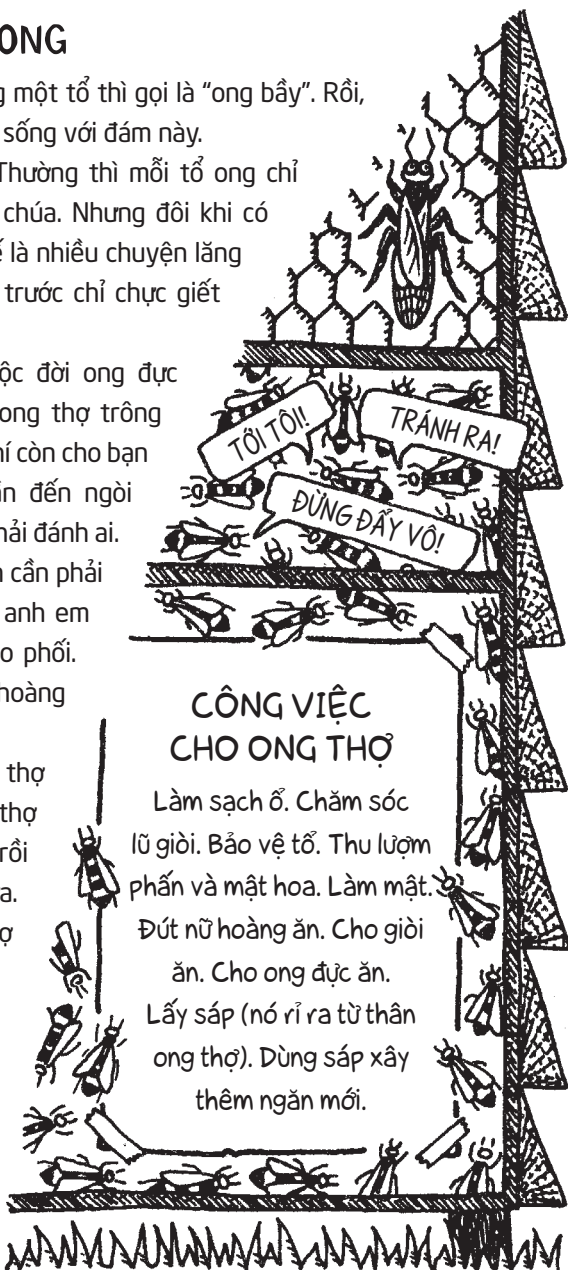 ONG
một tổ thì gọi là “ong bầy”. Rồi,
sống với đám này.
Thường thì mỗi tổ ong chỉ
chúa. Nhưng đôi khi có
là nhiều chuyện lăng
trước chỉ chực giết
đời ong đực
ong thợ trông
còn cho bạn
đến ngòi
đánh ai.
cần phải
anh em
phối.
hoàng
thợ
thợ
rồi
TỚI TÔI!
TRÁNH RA!
ĐỪNG ĐẨY VÔ!
CÔNG VIỆC
CHO ONG THỢ
Làm sạch ổ. Chăm sóc
lũ giòi. Bảo vệ tổ. Thu lượm
phấn và mật hoa. Làm mật.
Đút nữ hoàng ăn. Cho giòi
ăn. Cho ong đực ăn.
Lấy sáp (nó rỉ ra từ thân
ong thợ). Dùng sáp xây
thêm ngăn mới.